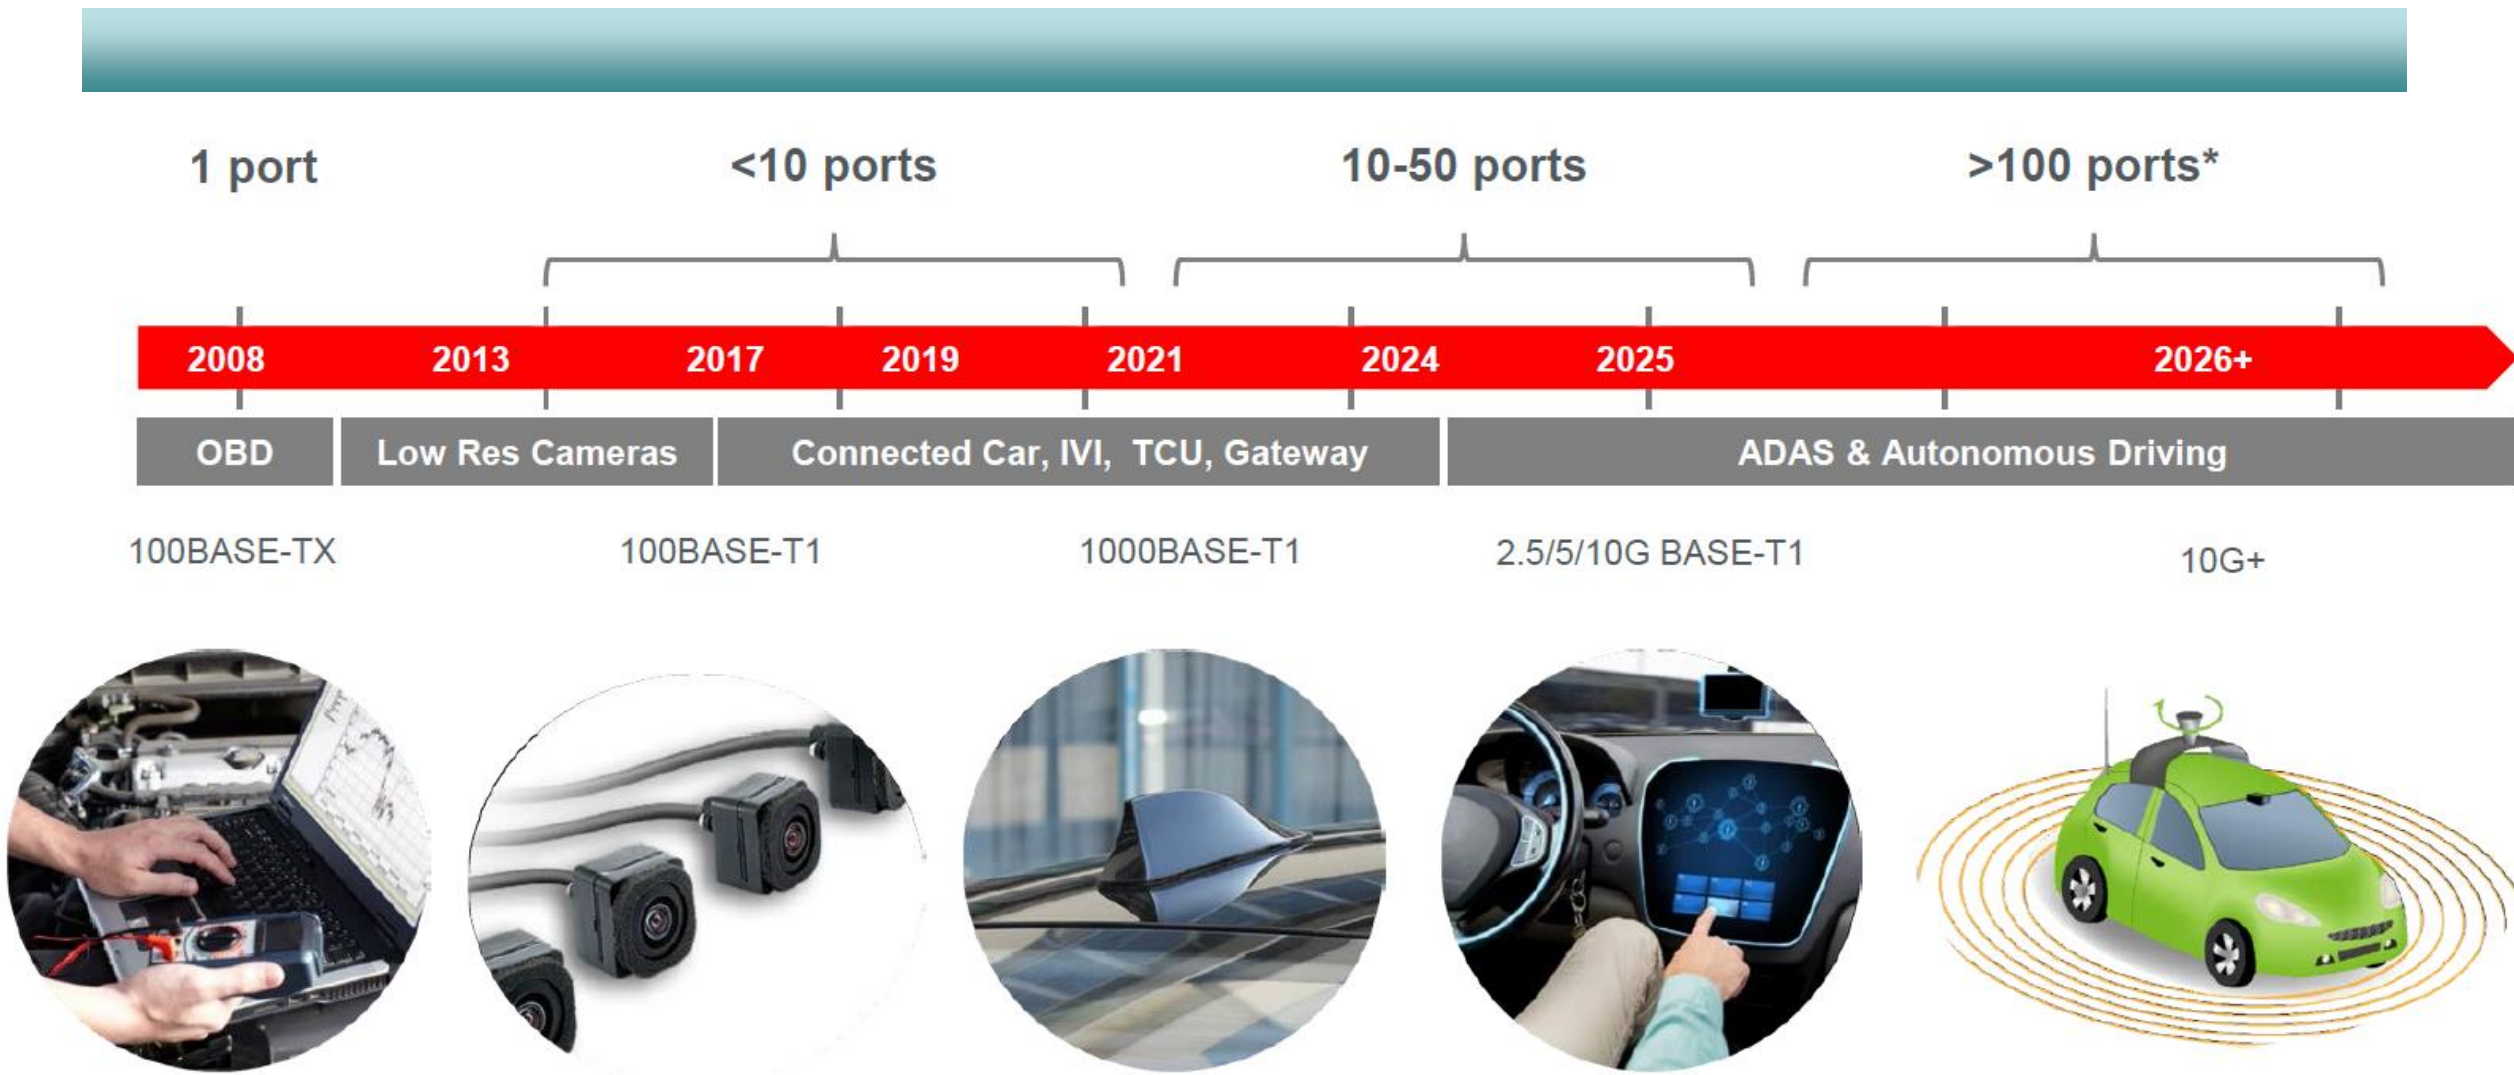 1 port <10 ports 10-50 ports >100 ports*
2008 2013 2017 2019 2021 2024 2025 2026+
OBD Low Res Cameras Connected Car, IVI, TCU, Gateway ADAS & Autonomous Driving
100BASE-TX 100BASE-T1 1000BASE-T1 2.5/5/10G BASE-T1 10G+